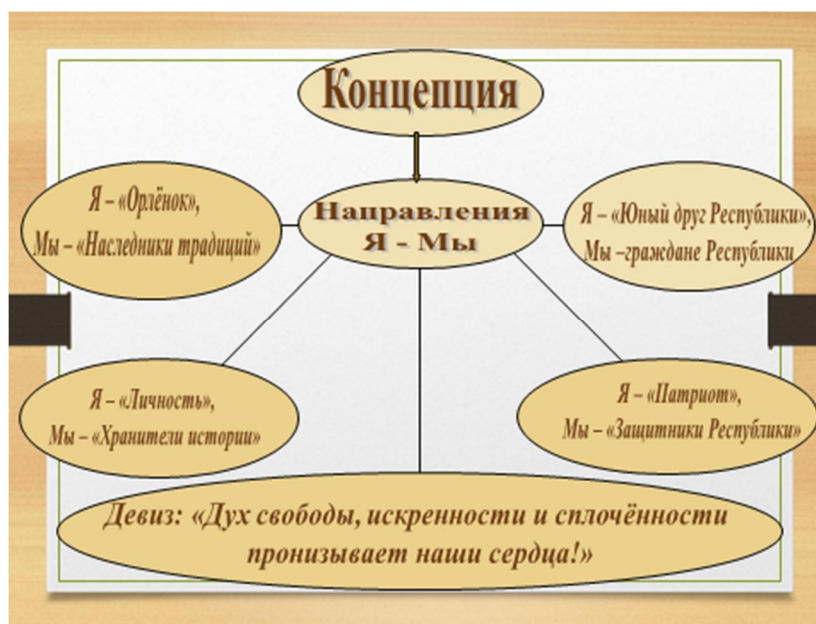 Концепция
Направления
Я - Мы
Я – «Орлёнок»,
Мы – «Наследники традиций»
Я – «Юный друг Республики»,
Мы –граждане Республики
Я – «Личность»,
Мы – «Хранители истории»
Я – «Патриот»,
Мы – «Защитники Республики»
Девиз: «Дух свободы, искренности и сплочённости
пронизывает наши сердца!»